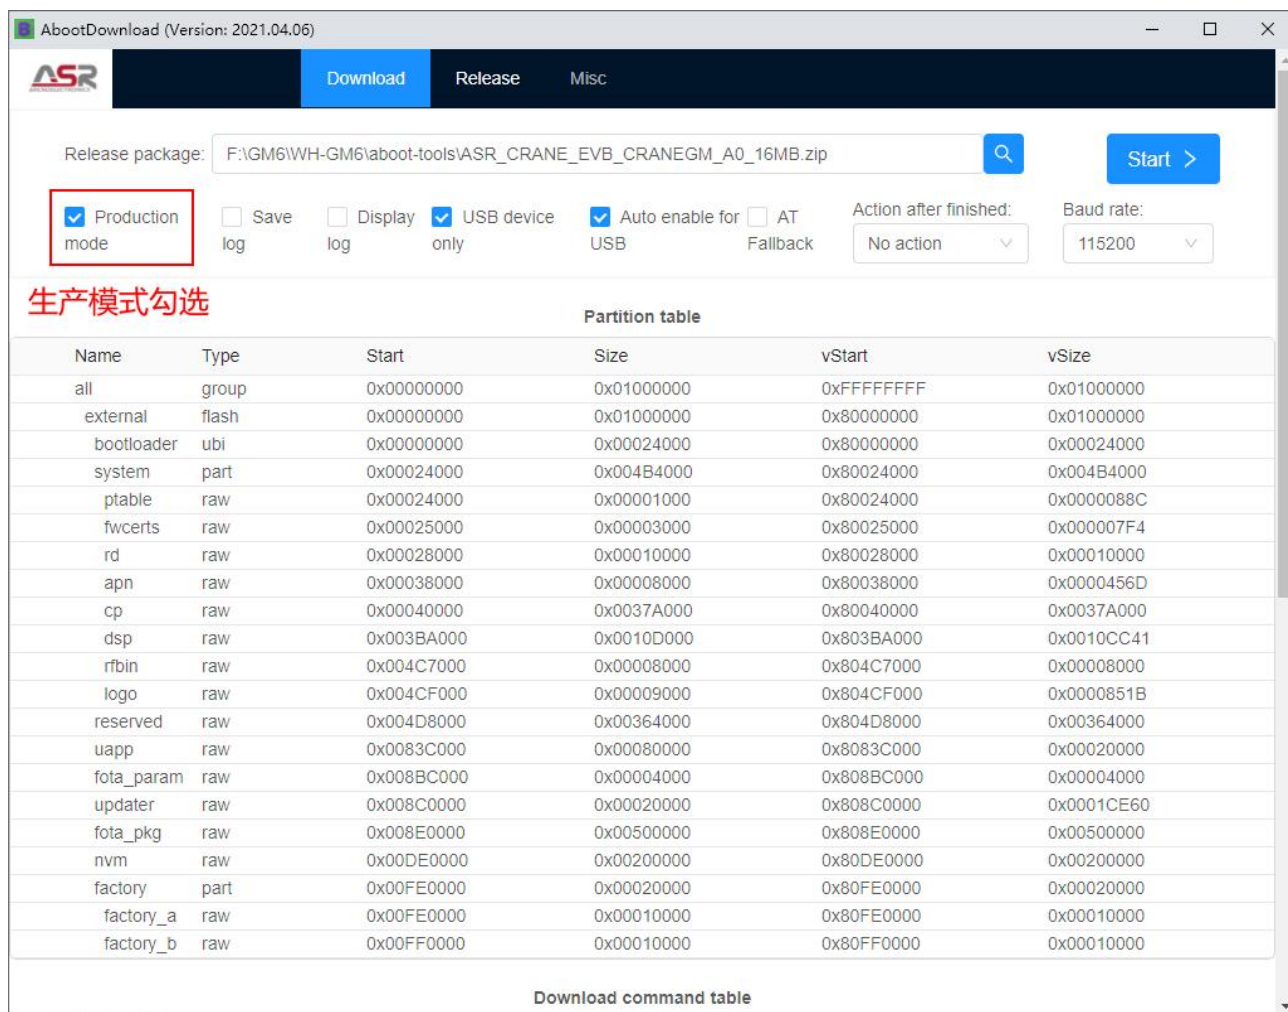 AbootDownload (Version: 2021.04.06)
ASR Download Release Misc
Release package: F:\GM6\WH-GM6\aboot-tools\ASR_CRANE_EVB_CRANEGM_A0_16MB.zip Start >
Production mode Save log Display log USB device only Auto enable for USB AT Fallback Action after finished: No action Baud rate: 115200
生产模式勾选
Partition table
Name Type Start Size vStart vSize
all group 0x00000000 0x01000000 0xFFFFFFFF 0x01000000
external flash 0x00000000 0x01000000 0x80000000 0x01000000
bootloader ubi 0x00000000 0x00024000 0x80000000 0x00024000
system part 0x00024000 0x004B4000 0x80024000 0x004B4000
ptable raw 0x00024000 0x00001000 0x80024000 0x0000088C
fwcerts raw 0x00025000 0x00003000 0x80025000 0x000007F4
rd raw 0x00028000 0x00010000 0x80028000 0x00010000
apn raw 0x00038000 0x00008000 0x80038000 0x0000456D
cp raw 0x00040000 0x0037A000 0x80040000 0x0037A000
dsp raw 0x003BA000 0x0010D000 0x803BA000 0x0010CC41
rfbin raw 0x004C7000 0x00008000 0x804C7000 0x00008000
logo raw 0x004CF000 0x00009000 0x804CF000 0x0000851B
reserved raw 0x004D8000 0x00364000 0x804D8000 0x00364000
uapp raw 0x0083C000 0x00080000 0x8083C000 0x00020000
fota_param raw 0x008BC000 0x00004000 0x808BC000 0x00004000
updater raw 0x008C0000 0x00020000 0x808C0000 0x0001CE60
fota_pkg raw 0x008E0000 0x00500000 0x808E0000 0x00500000
nvm raw 0x00DE0000 0x00200000 0x80DE0000 0x00200000
factory part 0x00FE0000 0x00020000 0x80FE0000 0x00020000
factory_a raw 0x00FE0000 0x00010000 0x80FE0000 0x00010000
factory_b raw 0x00FF0000 0x00010000 0x80FF0000 0x00010000
Download command table